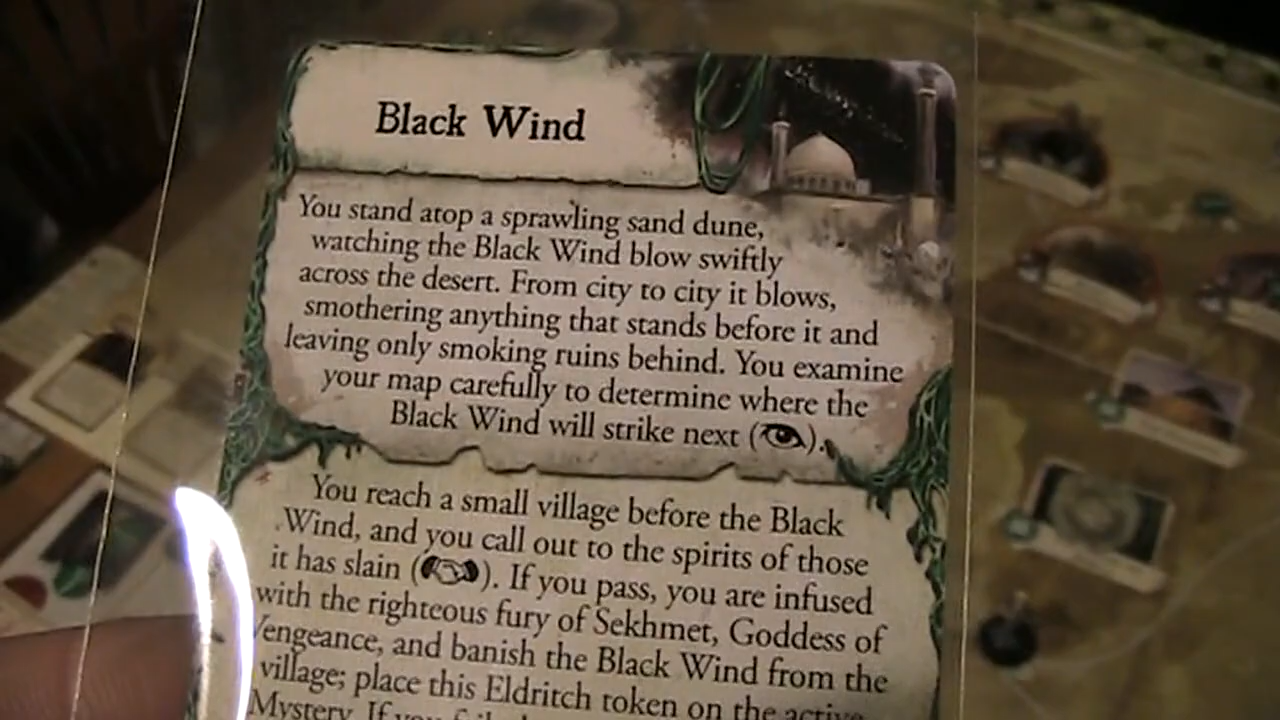 Black Wind
You stand atop a sprawling sand dune,
watching the Black Wind blow swiftly
across the desert. From city to city it blows,
smothering anything that stands before it and
leaving only smoking ruins behind. You examine
your map carefully to determine where the
Black Wind will strike next ( ).
You reach a small village before the Black
Wind, and you call out to the spirits of those
it has slain ( ). If you pass, you are infused
with the righteous fury of Sekhmet, Goddess of
Vengeance, and banish the Black Wind from the
village; place this Eldritch token on the active
Mystery. If you